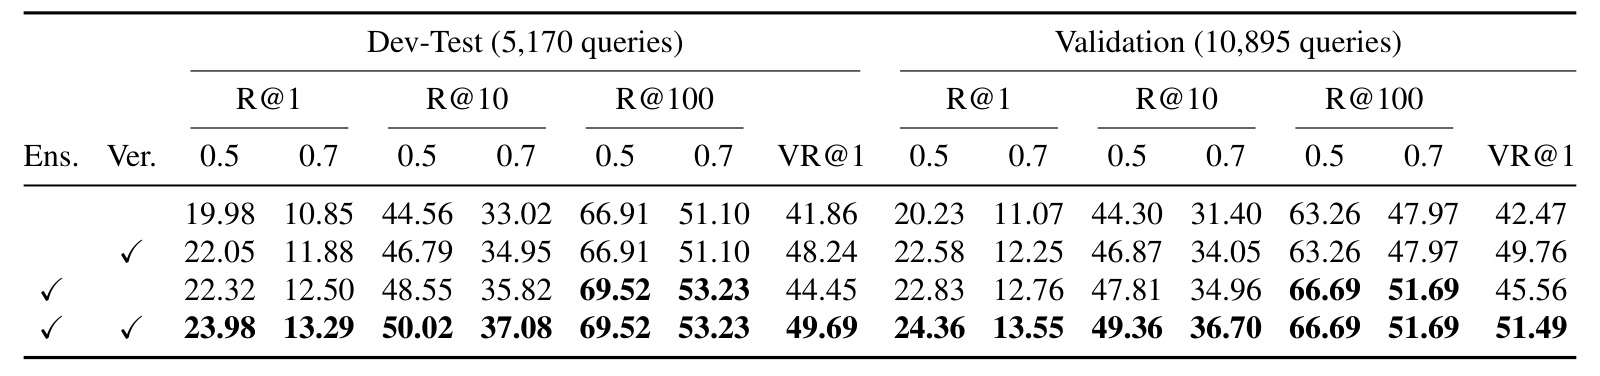 Dev-Test (5,170 queries) Validation (10,895 queries)
R@1 R@10 R@100 R@1 R@10 R@100
Ens. Ver. 0.5 0.7 0.5 0.7 0.5 0.7 VR@1 0.5 0.7 0.5 0.7 0.5 0.7 VR@1
19.98 10.85 44.56 33.02 66.91 51.10 41.86 20.23 11.07 44.30 31.40 63.26 47.97 42.47
✓ 22.05 11.88 46.79 34.95 66.91 51.10 48.24 22.58 12.25 46.87 34.05 63.26 47.97 49.76
✓ 22.32 12.50 48.55 35.82 69.52 53.23 44.45 22.83 12.76 47.81 34.96 66.69 51.69 45.56
✓ ✓ 23.98 13.29 50.02 37.08 69.52 53.23 49.69 24.36 13.55 49.36 36.70 66.69 51.69 51.49